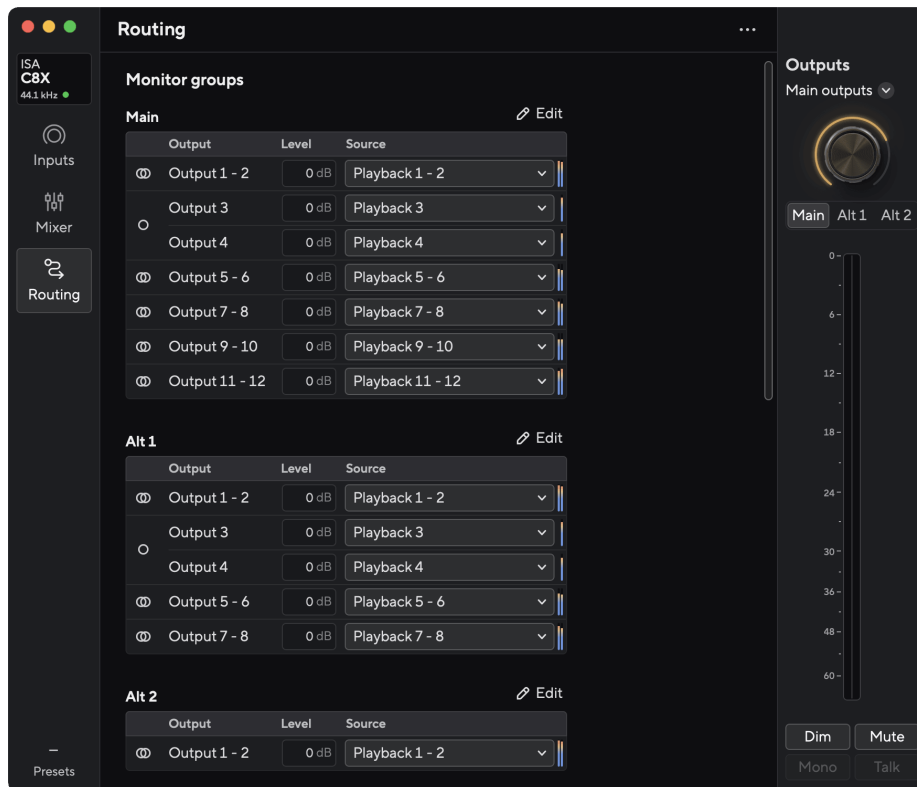 Routing
...
ISA
C8X
44.1 kHz
Inputs
Mixer
Routing
Presets
Monitor groups
Main
Edit
Output Level Source
Output 1 - 2 0 dB Playback 1 - 2
Output 3 0 dB Playback 3
Output 4 0 dB Playback 4
Output 5 - 6 0 dB Playback 5 - 6
Output 7 - 8 0 dB Playback 7 - 8
Output 9 - 10 0 dB Playback 9 - 10
Output 11 - 12 0 dB Playback 11 - 12
Alt 1
Edit
Output Level Source
Output 1 - 2 0 dB Playback 1 - 2
Output 3 0 dB Playback 3
Output 4 0 dB Playback 4
Output 5 - 6 0 dB Playback 5 - 6
Output 7 - 8 0 dB Playback 7 - 8
Alt 2
Edit
Output Level Source
Output 1 - 2 0 dB Playback 1 - 2
Outputs
Main outputs
Main Alt 1 Alt 2
0
6
12
18
24
30
36
48
60
Dim Mute
Mono Talk